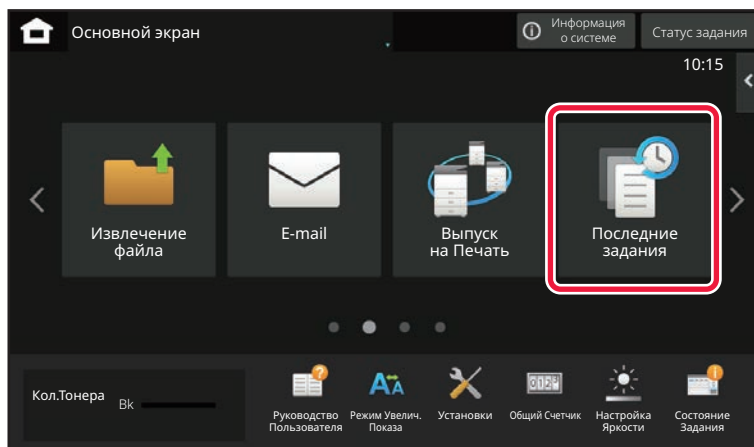 Основной экран
Информация
о системе
Статус задания
10:15
Извлечение
файла
E-mail
Выпуск
на Печать
Последние
задания
Кол.Тонера
Bk
Руководство
Пользователя
Режим Увелич.
Показа
Установки
Общий Счетчик
Настройка
Яркости
Состояние
Задания